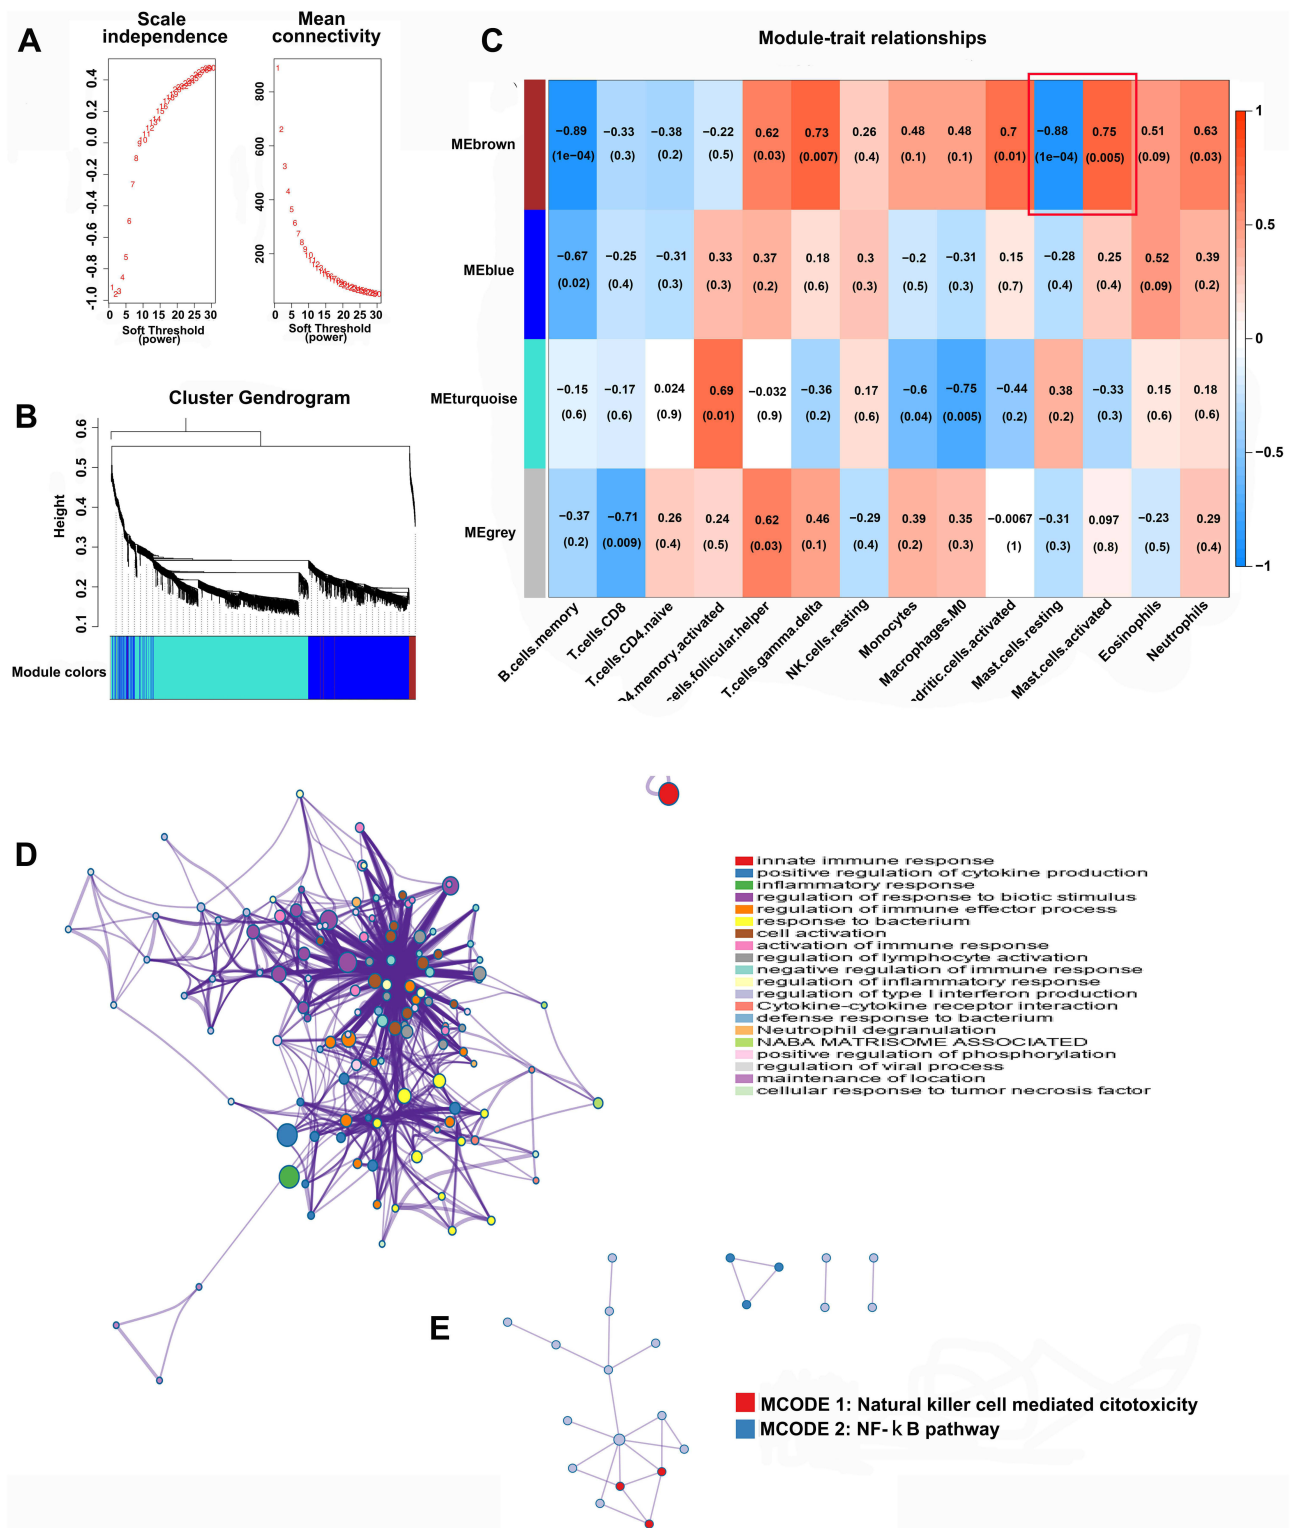 A
Scale
independence
Mean
connectivity
0.4
0.2
0.0
-0.2
-0.4
-0.6
-0.8
-1.0
0 5 10 15 20 25 30
Soft Threshold
(power)
800
600
400
200
0 5 10 15 20 25 30
Soft Threshold
(power)
B
Cluster Gendrogram
Height
0.6
0.5
0.4
0.3
0.2
0.1
Module colors
C
Module-trait relationships
MEbrown
−0.89 −0.33 −0.38 −0.22 0.62 0.73 0.26 0.48 0.48 0.7 −0.88 0.75 0.51 0.63
(1e−04) (0.3) (0.2) (0.5) (0.03) (0.007) (0.4) (0.1) (0.1) (0.01) (1e−04) (0.005) (0.09) (0.03)
MEblue
−0.67 −0.25 −0.31 0.33 0.37 0.18 0.3 −0.2 −0.31 0.15 −0.28 0.25 0.52 0.39
(0.02) (0.4) (0.3) (0.3) (0.2) (0.6) (0.3) (0.5) (0.3) (0.7) (0.4) (0.4) (0.09) (0.2)
MEturquoise
−0.15 −0.17 0.024 0.69 −0.032 −0.36 0.17 −0.6 −0.75 −0.44 0.38 −0.33 0.15 0.18
(0.6) (0.6) (0.9) (0.01) (0.9) (0.2) (0.6) (0.04) (0.005) (0.2) (0.2) (0.3) (0.6) (0.6)
MEgrey
−0.37 −0.71 0.26 0.24 0.62 0.46 −0.29 0.39 0.35 −0.0067 −0.31 0.097 −0.23 0.29
(0.2) (0.009) (0.4) (0.5) (0.03) (0.1) (0.4) (0.2) (0.3) (1) (0.3) (0.8) (0.5) (0.4)
B.cells.memory
T.cells.CD8
T.cells.CD4.naive
D4.memory.activated
cells.follicular.helper
T.cells.gamma.delta
NK.cells.resting
Monocytes
Macrophages.M0
ndritic.cells.activated
Mast.cells.resting
Mast.cells.activated
Eosinophils
Neutrophils
1
0.5
0
−0.5
−1
D
innate immune response
positive regulation of cytokine production
inflammatory response
regulation of response to biotic stimulus
regulation of immune effector process
response to bacterium
cell activation
activation of immune response
regulation of lymphocyte activation
negative regulation of immune response
regulation of inflammatory response
regulation of type I interferon production
Cytokine-cytokine receptor interaction
defense response to bacterium
Neutrophil degranulation
NABA MATRISOME ASSOCIATED
positive regulation of phosphorylation
regulation of viral process
maintenance of location
cellular response to tumor necrosis factor
E
MCODE 1: Natural killer cell mediated citotoxicity
MCODE 2: NF-kB pathway